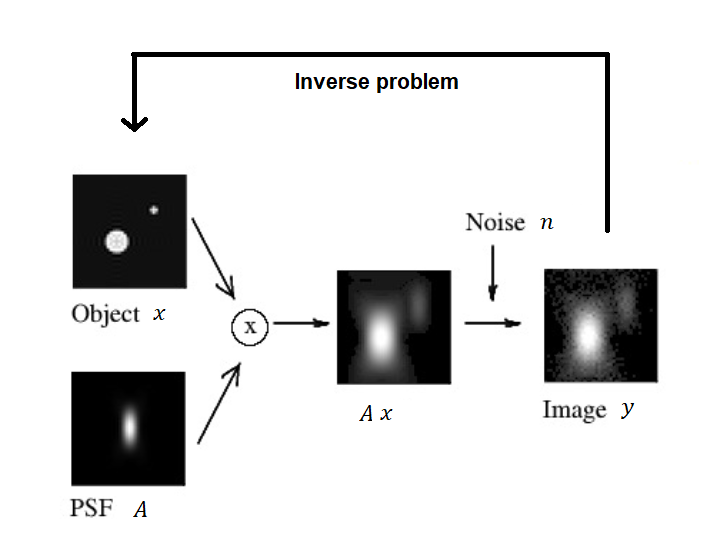 Inverse problem
Noise n
Object x
x
A x
Image y
PSF A